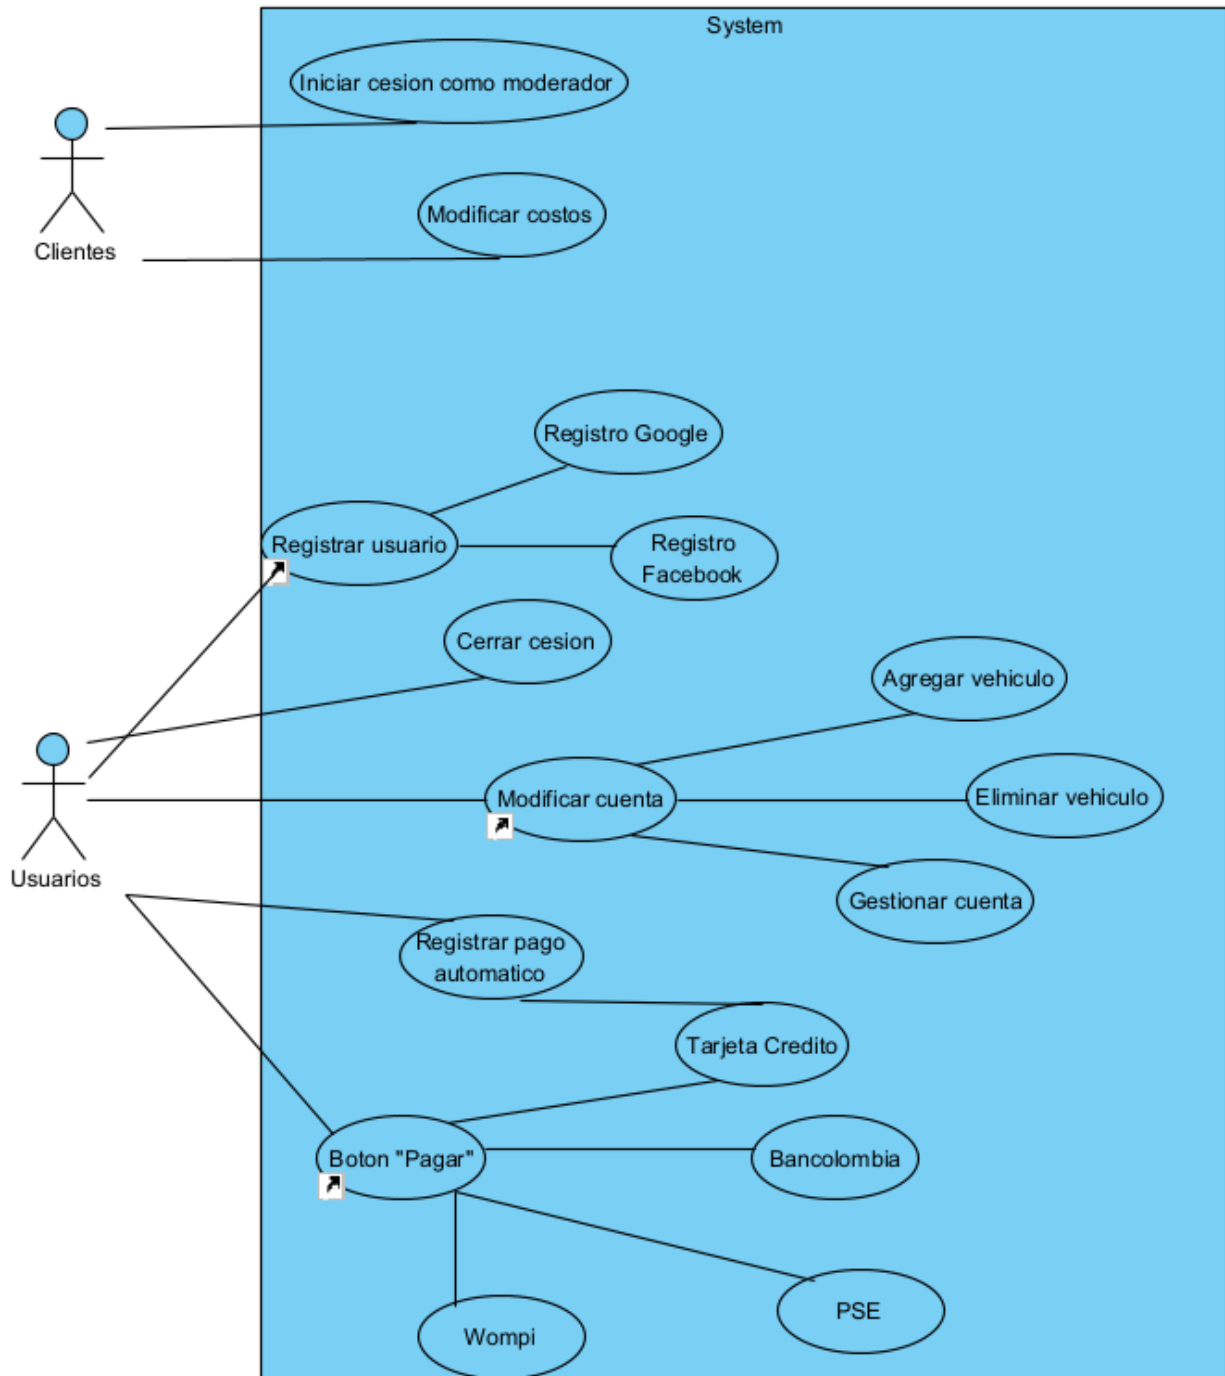 System
Iniciar cesion como moderador
Clientes
Modificar costos
Registro Google
Registrar usuario
Registro
Facebook
Cerrar cesion
Agregar vehiculo
Modificar cuenta
Eliminar vehiculo
Usuarios
Gestionar cuenta
Registrar pago
automatico
Tarjeta Credito
Boton "Pagar"
Bancolombia
PSE
Wompi